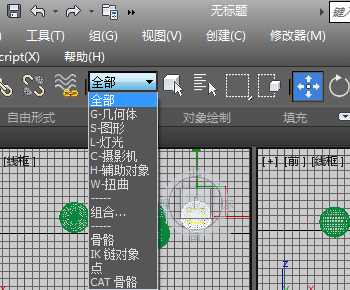 无标题
键入
工具(T) 组(G) 视图(V) 创建(C) 修改器(M)
cript(X) 帮助(H)
全部
自由形式 对象绘制 填充
全部
G-几何体
S-图形
L-灯光
C-摄影机
H-辅助对象
W-扭曲
-----
组合...
-----
骨骼
IK 链对象
点
CAT 骨骼
[线框]
[+] [前] [线框]
z